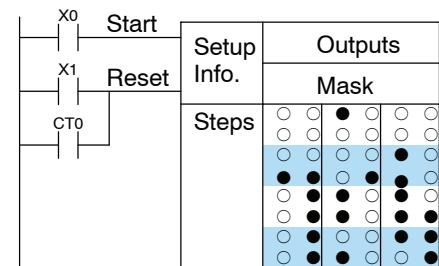 X0
Start
X1
Reset
CT0
Setup
Info.
Outputs
Mask
Steps